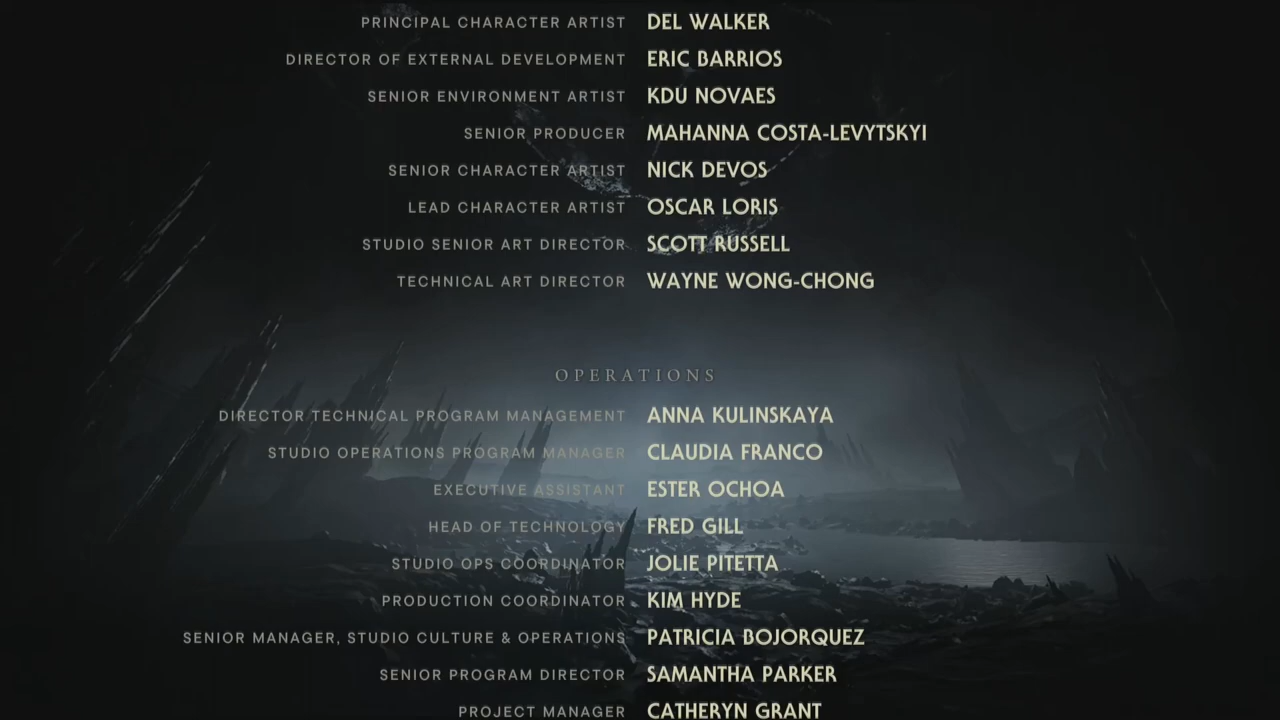 PRINCIPAL CHARACTER ARTIST DEL WALKER
DIRECTOR OF EXTERNAL DEVELOPMENT ERIC BARRIOS
SENIOR ENVIRONMENT ARTIST KDU NOVAES
SENIOR PRODUCER MAHANNA COSTA-LEVYTSKYI
SENIOR CHARACTER ARTIST NICK DEVOS
LEAD CHARACTER ARTIST OSCAR LORIS
STUDIO SENIOR ART DIRECTOR SCOTT RUSSELL
TECHNICAL ART DIRECTOR WAYNE WONG-CHONG
OPERATIONS
DIRECTOR TECHNICAL PROGRAM MANAGEMENT ANNA KULINSKAYA
STUDIO OPERATIONS PROGRAM MANAGER CLAUDIA FRANCO
EXECUTIVE ASSISTANT ESTER OCHOA
HEAD OF TECHNOLOGY FRED GILL
STUDIO OPS COORDINATOR JOLIE PITETTA
PRODUCTION COORDINATOR KIM HYDE
SENIOR MANAGER, STUDIO CULTURE & OPERATIONS PATRICIA BOJORQUEZ
SENIOR PROGRAM DIRECTOR SAMANTHA PARKER
PROJECT MANAGER CATHERYN GRANT